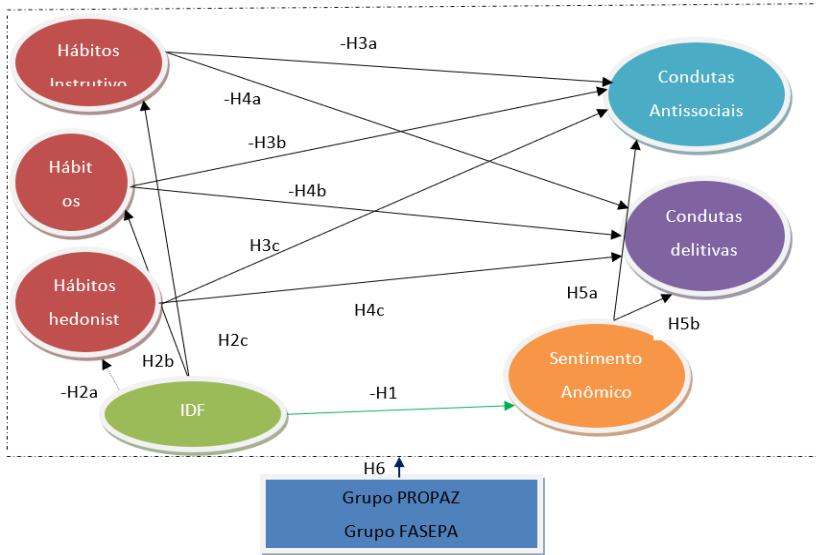 Hábitos
Instrutivo
-H3a
Condutas
Antissociais
-H4a
-H3b
Hábit
os
-H4b
Condutas
delitivas
H3c
Hábitos
hedonist
H4c
H5a
H5b
H2c
H2b
-H2a
Sentimento
Anômico
-H1
IDF
H6
Grupo PROPAZ
Grupo FASEPA